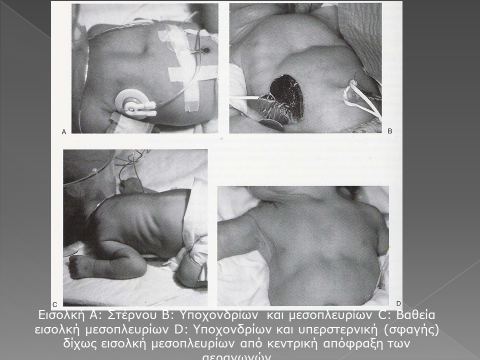 A
B
C
D
Εισολκή Α: Στέρνου Β: Υποχονδρίων και μεσοπλευρίων C: Βαθεία
εισολκή μεσοπλευρίων D: Υποχονδρίων και υπερστερνική (σφαγής)
δίχως εισολκή μεσοπλευρίων από κεντρική απόφραξη των
αεραγωγών